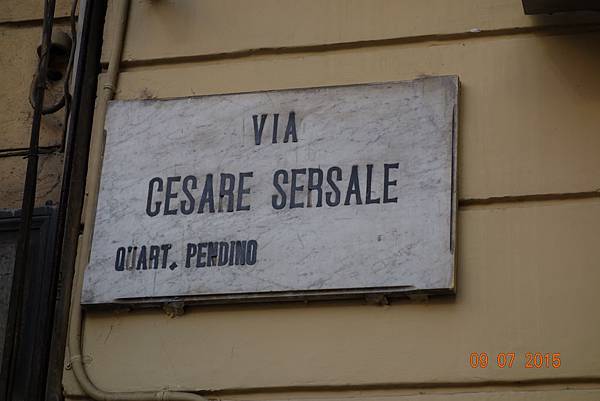 VIA
CESARE SERSALE
QUART. PENDINO
09 07 2015